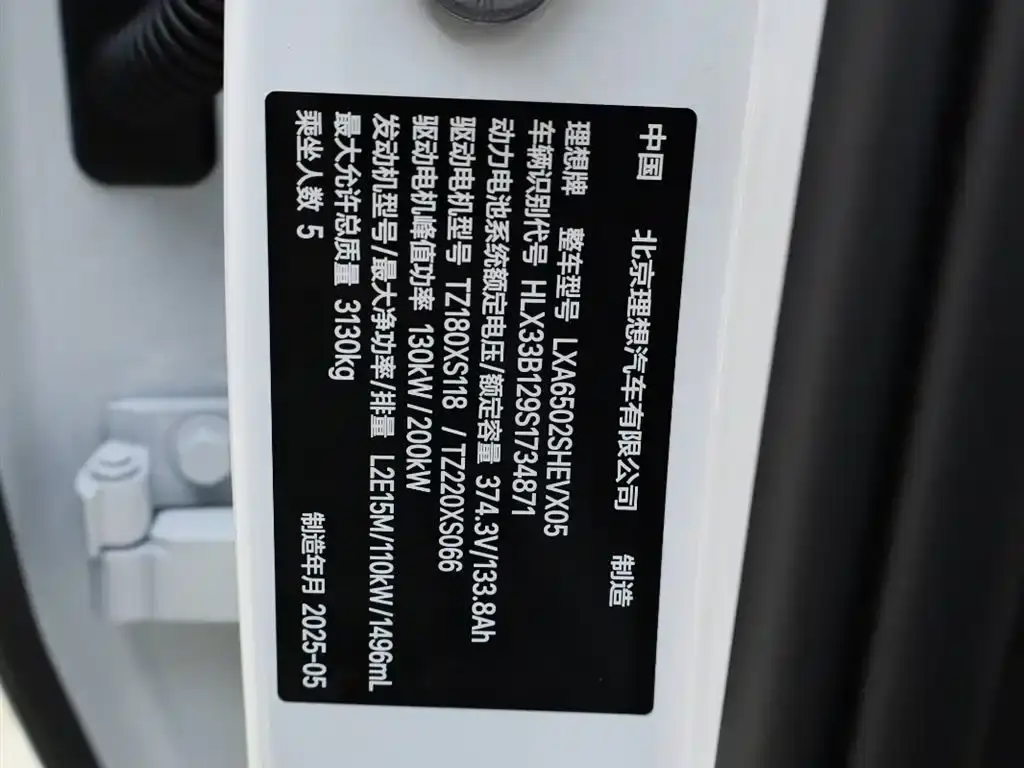 中国 北京理想汽车有限公司 制造
理想牌 整车型号 LXA6502SHEVX05
车辆识别代号 HLX33B129S1734871
动力电池系统额定电压/额定容量 374.3V/133.8Ah
驱动电机型号 TZ180XS118 /TZ220XS066
驱动电机峰值功率 130kW/200kW
发动机型号/最大净功率/排量 L2E15M/110kW/1496mL
最大允许总质量 3130kg
乘坐人数 5 制造年月 2025-05